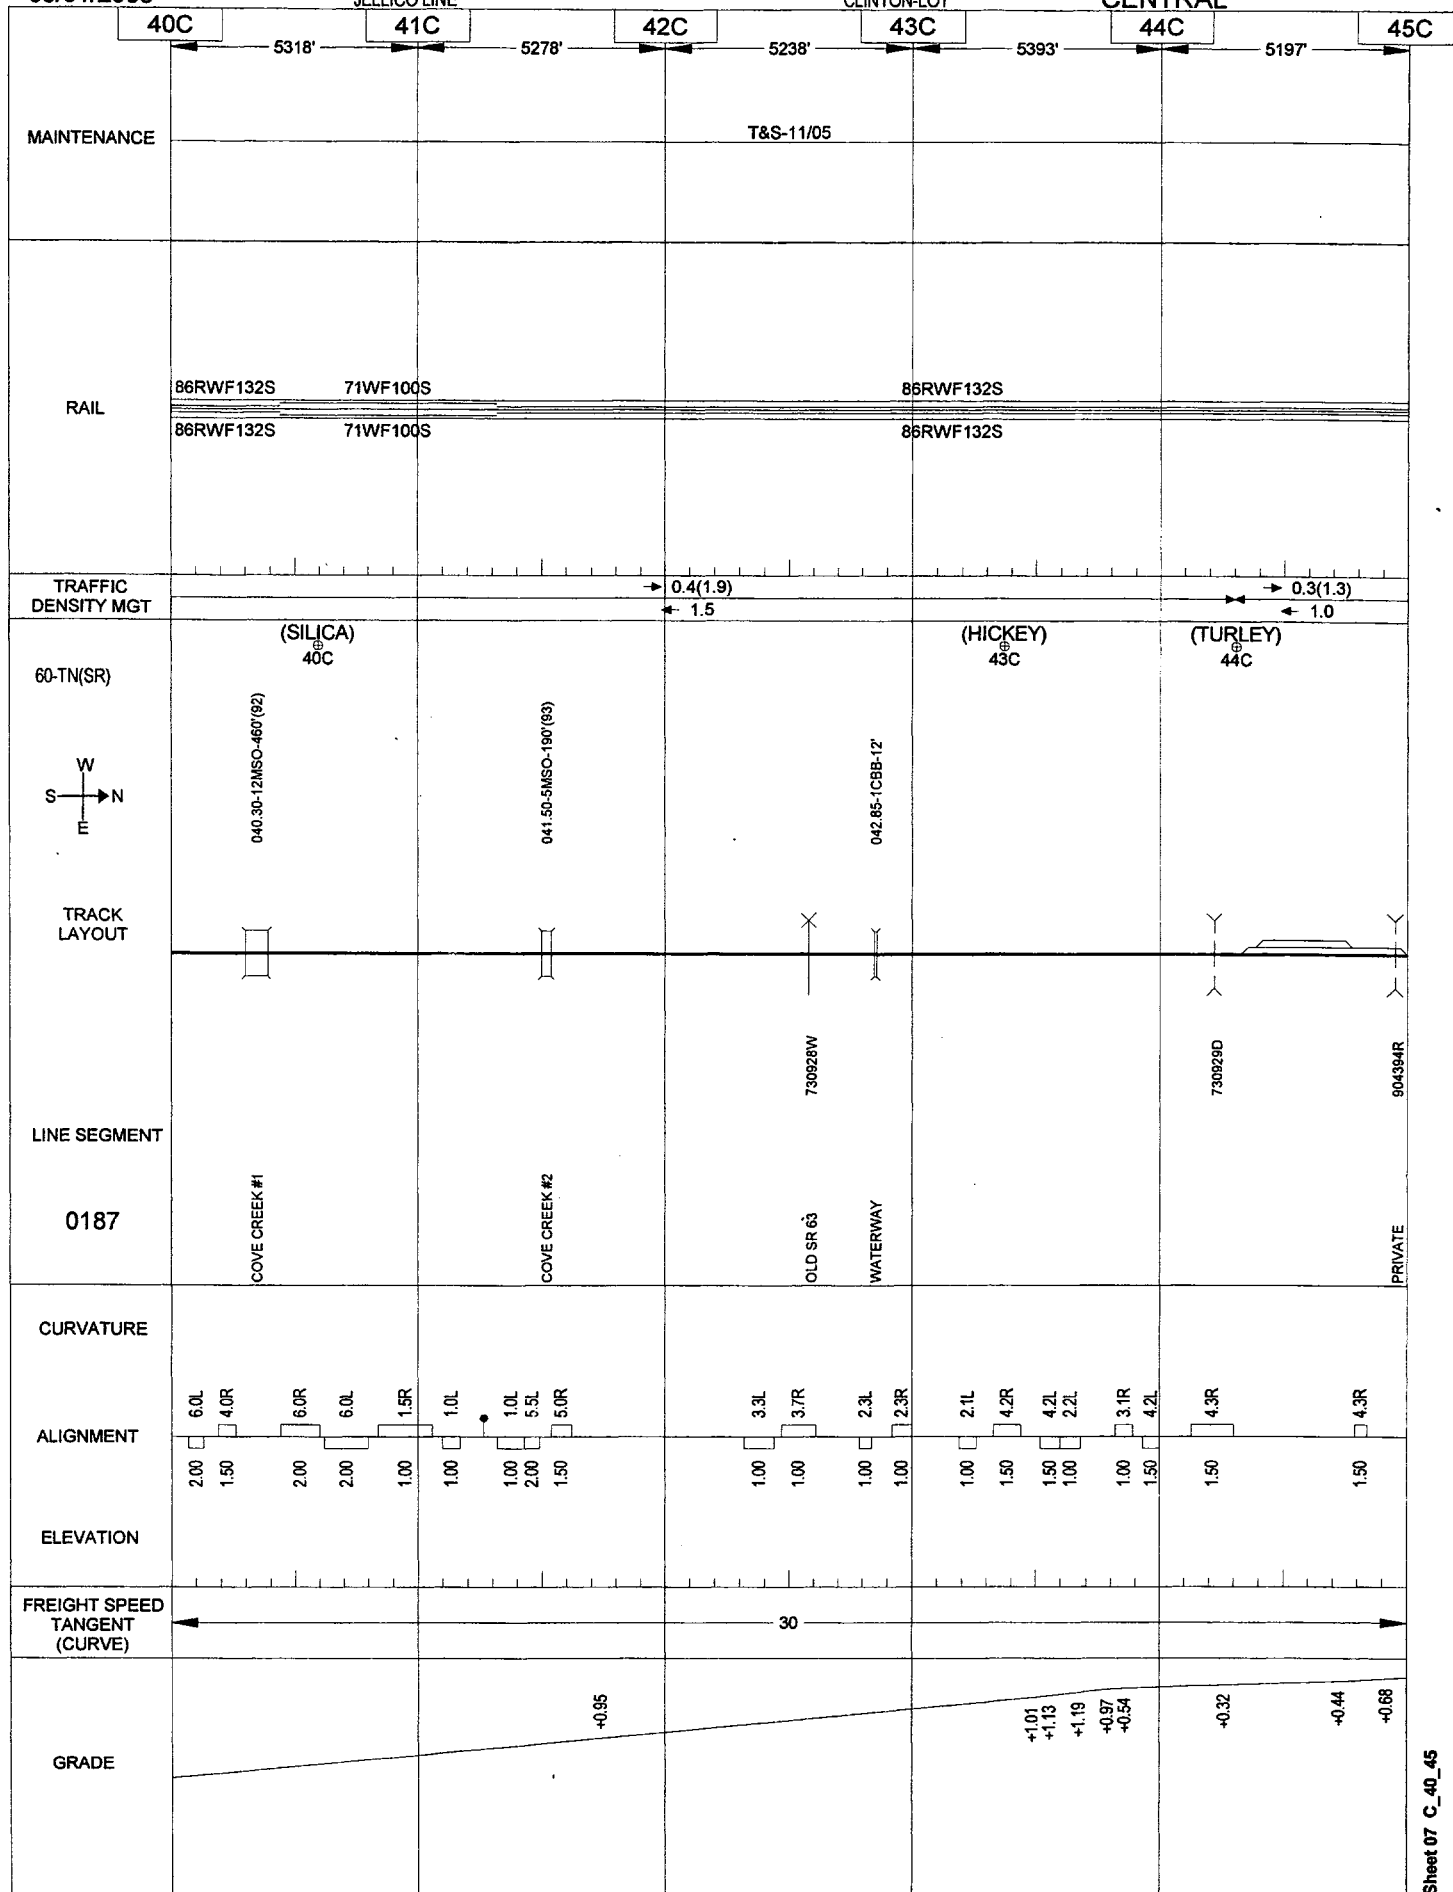 JELLICO LINE
CLINTON-LOY
CENTRAL
40C 41C 42C 43C 44C 45C
5318' 5278' 5238' 5393' 5197'
MAINTENANCE
T&S-11/05
RAIL
86RWF132S 71WF100S 86RWF132S
86RWF132S 71WF100S 86RWF132S
TRAFFIC
DENSITY MGT
0.4(1.9) 0.3(1.3)
1.5 1.0
(SILICA) (HICKEY) (TURLEY)
40C 43C 44C
60-TN(SR)
040.30-12MSO-460'(92)
041.50-5MSO-190'(93)
042.85-1CBB-12'
W
S N
E
TRACK
LAYOUT
730928W
730929D
904394R
LINE SEGMENT
0187
COVE CREEK #1
COVE CREEK #2
OLD SR 63
WATERWAY
PRIVATE
CURVATURE
6.0L 4.0R 6.0R 6.0L 1.5R 1.0L 1.0L 5.5L 5.0R 3.3L 3.7R 2.3L 2.3R 2.1L 4.2R 4.2L 2.2L 3.1R 4.2L 4.3R 4.3R
ALIGNMENT
2.00 1.50 2.00 2.00 1.00 1.00 1.00 2.00 1.50 1.00 1.00 1.00 1.00 1.00 1.50 1.50 1.00 1.00 1.50 1.50 1.50
ELEVATION
FREIGHT SPEED
TANGENT
(CURVE)
30
GRADE
+0.95 +1.01 +1.13 +1.19 +0.97 +0.54 +0.32 +0.44 +0.68
Sheet 07 C_40_45